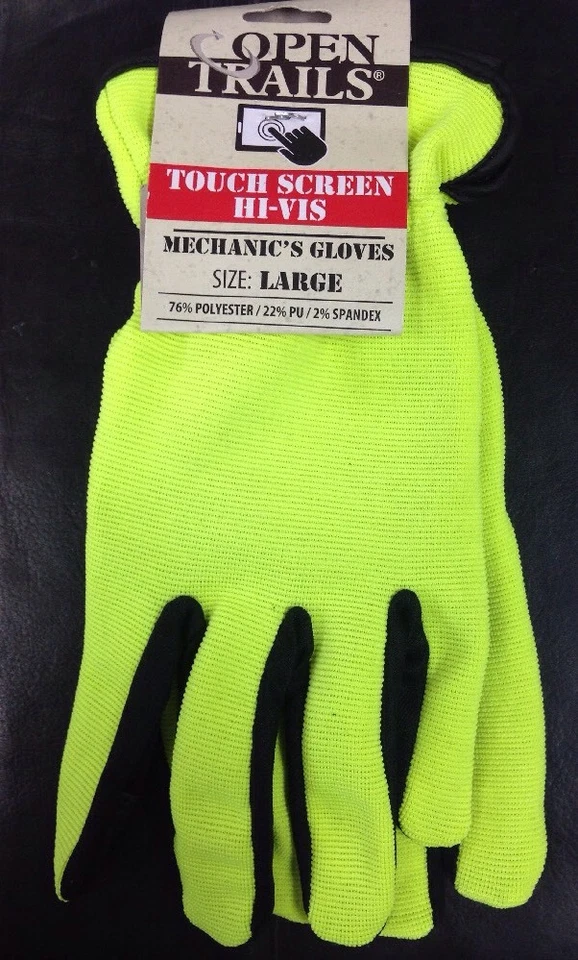 OPEN
TRAILS®
TOUCH SCREEN
HI-VIS
MECHANIC'S GLOVES
SIZE: LARGE
76% POLYESTER / 22% PU / 2% SPANDEX